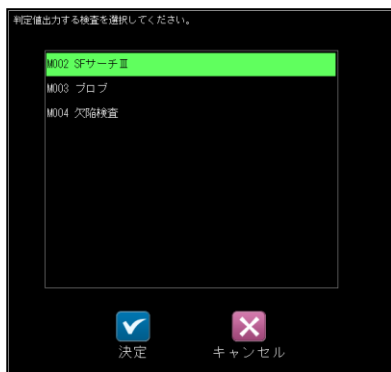 判定値出力する検査を選択してください。
M002 SFサーチⅢ
M003 ブロブ
M004 欠陥検査
決定
キャンセル